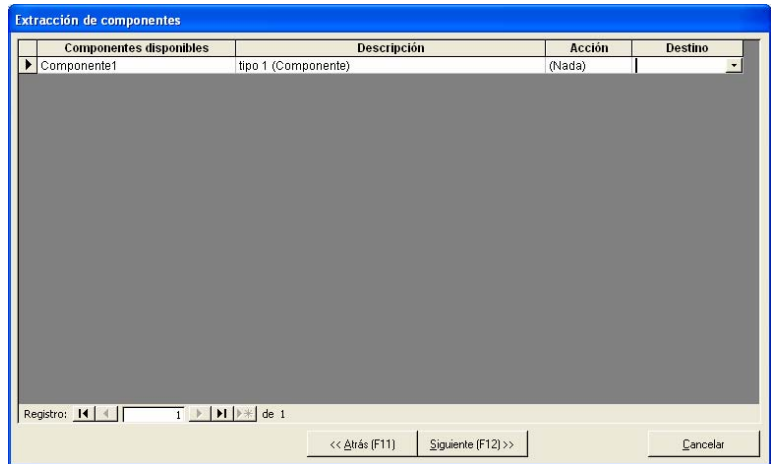 Extracción de componentes
Componentes disponibles Descripción Acción Destino
Componente1 tipo 1 (Componente) (Nada)
Registro: 1 de 1
<< Atrás (F11) Siguiente (F12) >> Cancelar